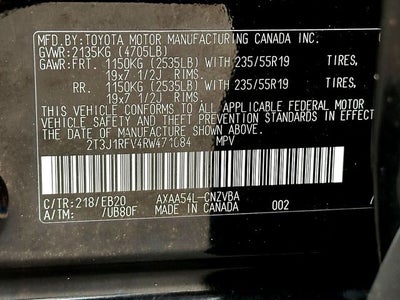 MFD.BY: TOYOTA MOTOR MANUFACTURING CANADA INC.
GVWR: 2135KG (4705LB)
GAWR: FRT. 1150KG (2535LB) WITH 235/55R19 TIRES,
19x7 1/2J RIMS.
RR. 1150KG (2535LB) WITH 235/55R19 TIRES,
19x7 1/2J RIMS.
THIS VEHICLE CONFORMS TO ALL APPLICABLE FEDERAL MOTOR
VEHICLE SAFETY AND THEFT PREVENTION STANDARDS IN EFFECT
ON THE DATE OF MANUFACTURE SHOWN ABOVE.
2T3J1RFV4RW471084 MPV
C/TR: 218/EB20 AXAA54L-CNZVBA
A/TM: /UB80F MADE IN CANADA 002